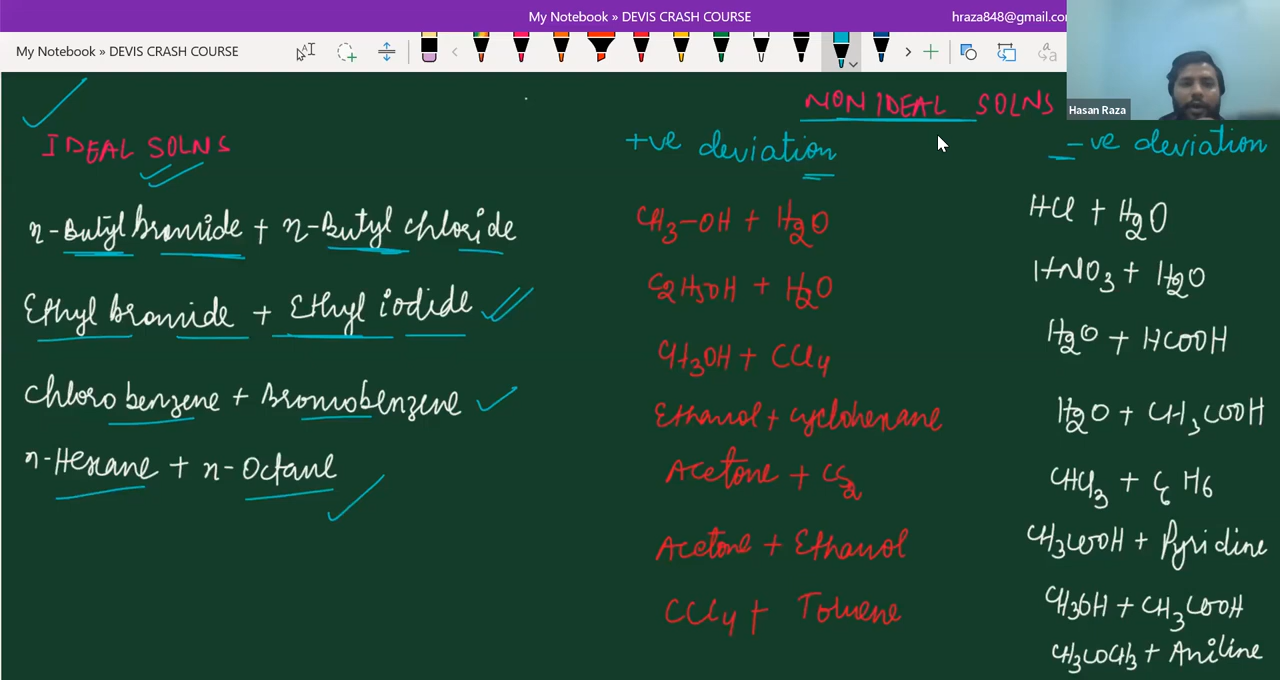 My Notebook » DEVIS CRASH COURSE
hraza848@gmail.co
My Notebook » DEVIS CRASH COURSE
Hasan Raza
IDEAL SOLNS
n-Butyl bromide + n-Butyl chloride
Ethyl bromide + Ethyl iodide
Chlorobenzene + Bromobenzene
n-Hexane + n-Octane
NON IDEAL SOLNS
+ve deviation
CH3-OH + H2O
C2H5OH + H2O
CH3OH + CCl4
Ethanol + cyclohexane
Acetone + CS2
Acetone + Ethanol
CCl4 + Toluene
-ve deviation
HCl + H2O
HNO3 + H2O
H2O + HCOOH
H2O + CH3COOH
CHCl3 + C6H6
CH3COOH + Pyridine
CH3OH + CH3COOH
CH3COCH3 + Aniline